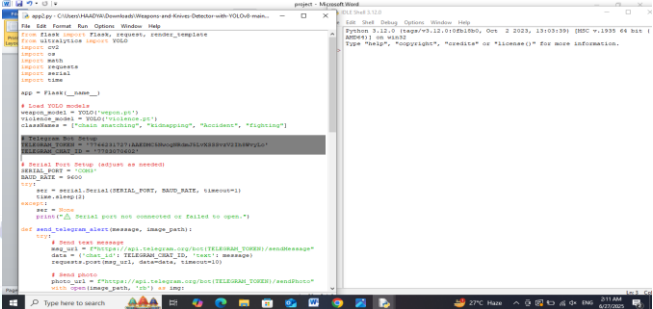 project - Microsoft Word
app2.py - C:\Users\HAADYA\Downloads\Weapons-and-Knives-Detector-with-YOLOv8-main...
File Edit Format Run Options Window Help
from flask import Flask, request, render_template
from ultralytics import YOLO
import cv2
import os
import math
import requests
import serial
import time
app = Flask(__name__)
# Load YOLO models
weapon_model = YOLO('wepon.pt')
violence_model = YOLO('violence.pt')
classNames = ["chain snatching", "kidnapping", "Accident", "fighting"]
# Telegram Bot Setup
TELEGRAM_TOKEN =
TELEGRAM_CHAT_ID =
# Serial Port Setup (adjust as needed)
SERIAL_PORT =
BAUD_RATE = 9600
try:
ser = serial.Serial(SERIAL_PORT, BAUD_RATE, timeout=1)
time.sleep(2)
except:
ser = None
print("⚠ Serial port not connected or failed to open.")
def send_telegram_alert(message, image_path):
try:
# Send text message
msg_url = f"https://api.telegram.org/bot{TELEGRAM_TOKEN}/sendMessage"
data = {'chat_id': TELEGRAM_CHAT_ID, 'text': message}
requests.post(msg_url, data=data, timeout=10)
# Send photo
photo_url = f"https://api.telegram.org/bot{TELEGRAM_TOKEN}/sendPhoto"
with open(image_path, 'rb') as img:
Edit Shell Debug Options Window Help
Python 3.12.0 (tags/v3.12.0:0fb18b0, Oct 2 2023, 13:03:39) [MSC v.1935 64 bit (
AMD64)] on win32
Type "help", "copyright", "credits" or "license()" for more information.
Type here to search
27°C Haze
ENG
2:11 AM
6/27/2025